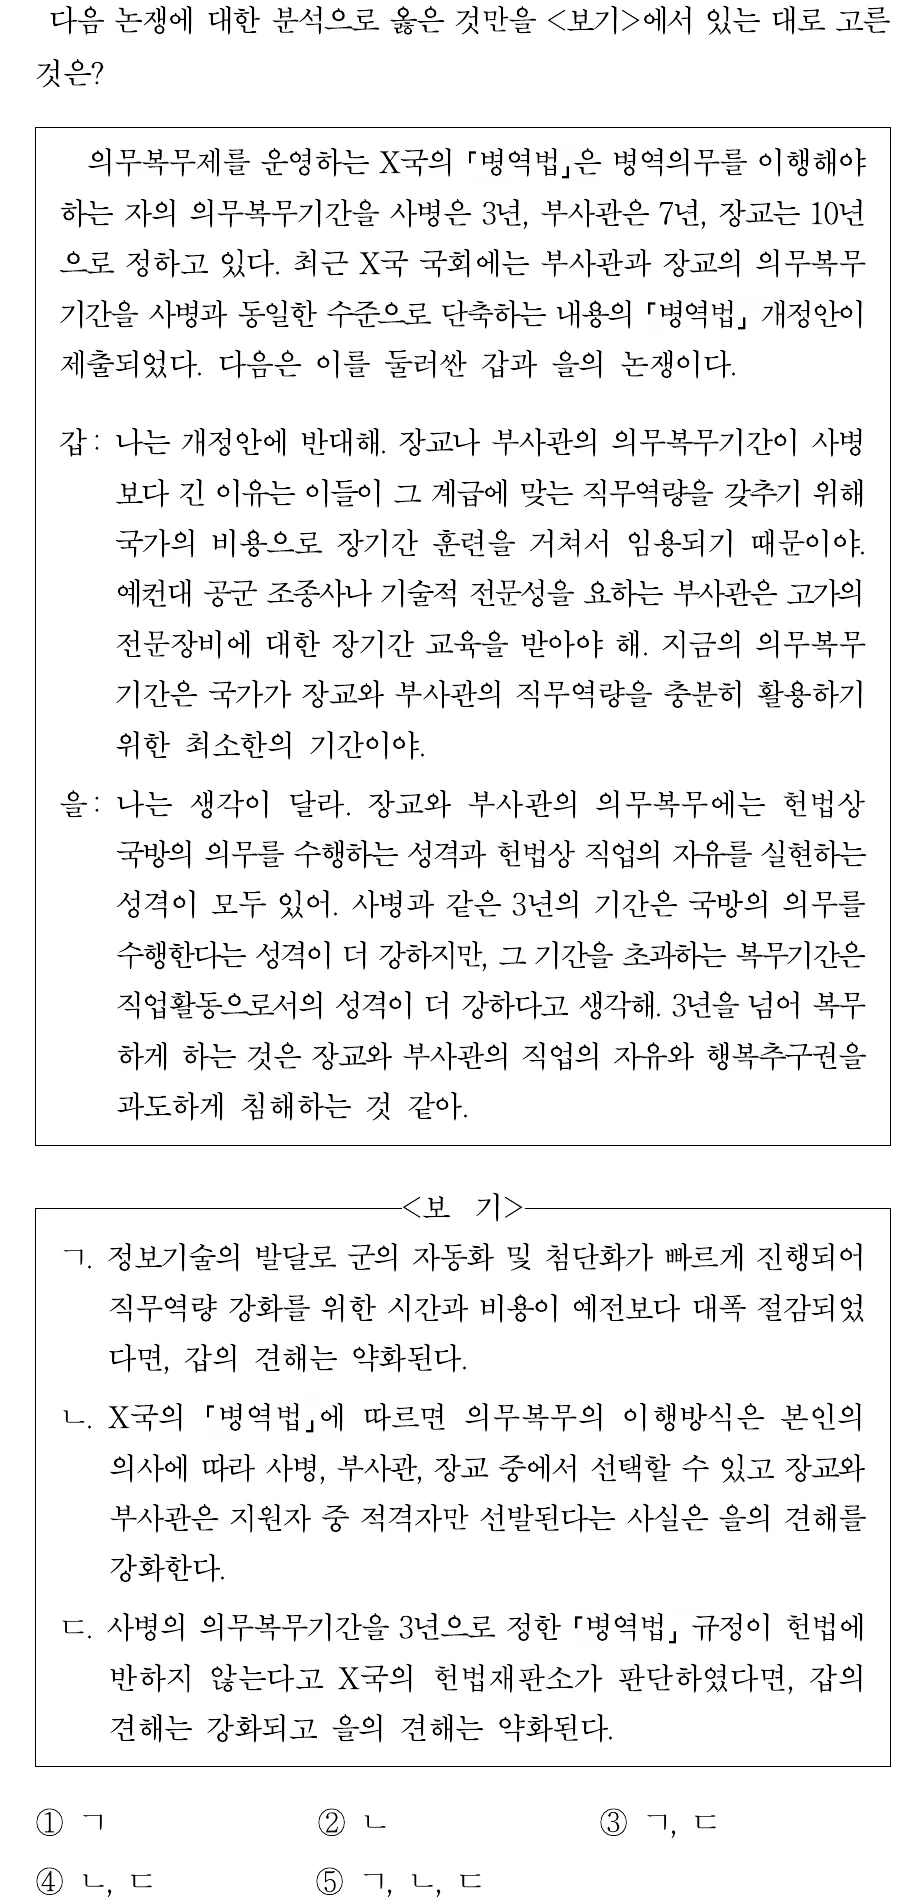 다음 논쟁에 대한 분석으로 옳은 것만을 <보기>에서 있는 대로 고른
것은?
의무복무제를 운영하는 X국의 「병역법」은 병역의무를 이행해야
하는 자의 의무복무기간을 사병은 3년, 부사관은 7년, 장교는 10년
으로 정하고 있다. 최근 X국 국회에는 부사관과 장교의 의무복무
기간을 사병과 동일한 수준으로 단축하는 내용의 「병역법」 개정안이
제출되었다. 다음은 이를 둘러싼 갑과 을의 논쟁이다.
갑: 나는 개정안에 반대해. 장교나 부사관의 의무복무기간이 사병
보다 긴 이유는 이들이 그 계급에 맞는 직무역량을 갖추기 위해
국가의 비용으로 장기간 훈련을 거쳐서 임용되기 때문이야.
예컨대 공군 조종사나 기술적 전문성을 요하는 부사관은 고가의
전문장비에 대한 장기간 교육을 받아야 해. 지금의 의무복무
기간은 국가가 장교와 부사관의 직무역량을 충분히 활용하기
위한 최소한의 기간이야.
을: 나는 생각이 달라. 장교와 부사관의 의무복무에는 헌법상
국방의 의무를 수행하는 성격과 헌법상 직업의 자유를 실현하는
성격이 모두 있어. 사병과 같은 3년의 기간은 국방의 의무를
수행한다는 성격이 더 강하지만, 그 기간을 초과하는 복무기간은
직업활동으로서의 성격이 더 강하다고 생각해. 3년을 넘어 복무
하게 하는 것은 장교와 부사관의 직업의 자유와 행복추구권을
과도하게 침해하는 것 같아.
<보 기>
ㄱ. 정보기술의 발달로 군의 자동화 및 첨단화가 빠르게 진행되어
직무역량 강화를 위한 시간과 비용이 예전보다 대폭 절감되었
다면, 갑의 견해는 약화된다.
ㄴ. X국의 「병역법」에 따르면 의무복무의 이행방식은 본인의
의사에 따라 사병, 부사관, 장교 중에서 선택할 수 있고 장교와
부사관은 지원자 중 적격자만 선발된다는 사실은 을의 견해를
강화한다.
ㄷ. 사병의 의무복무기간을 3년으로 정한 「병역법」 규정이 헌법에
반하지 않는다고 X국의 헌법재판소가 판단하였다면, 갑의
견해는 강화되고 을의 견해는 약화된다.
① ㄱ ② ㄴ ③ ㄱ, ㄷ
④ ㄴ, ㄷ ⑤ ㄱ, ㄴ, ㄷ